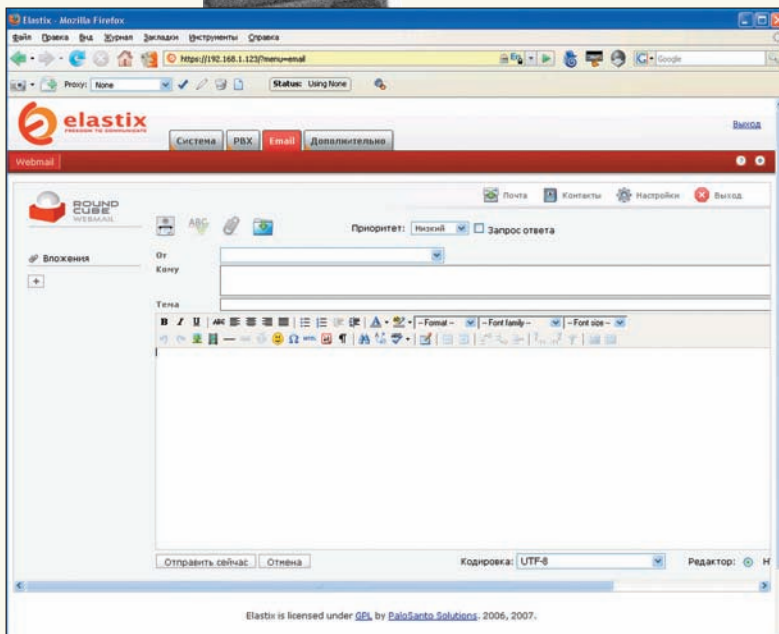 Elastix - Mozilla Firefox
Файл Правка Вид Журнал Закладки Инструменты Справка
https://192.168.1.123/?menu=email
Google
Proxy: None Status: Using None
elastix
FREEDOM TO COMMUNICATE
Система PBX Email Дополнительно
Выход
Webmail
ROUND
CUBE
WEBMAIL
Почта Контакты Настройки Выход
ABC
Приоритет: Низкий Запрос ответа
Вложения
От
Кому
Тема
B I U ABC -- Format -- -- Font family -- -- Font size --
HTML
Отправить сейчас Отмена Кодировка: UTF-8 Редактор: H
Elastix is licensed under GPL by PaloSanto Solutions. 2006, 2007.